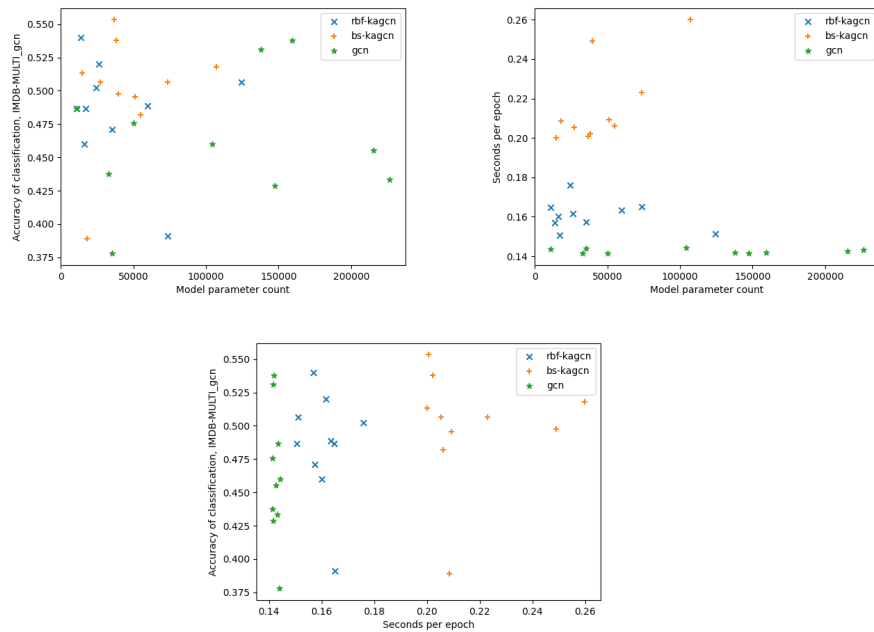 0.550
0.525
0.500
0.475
0.450
0.425
0.400
0.375
Accuracy of classification, IMDB-MULTI_gcn
rbf-kagcn
bs-kagcn
gcn
0
50000
100000
150000
200000
Model parameter count
0.26
0.24
0.22
0.20
0.18
0.16
0.14
Seconds per epoch
rbf-kagcn
bs-kagcn
gcn
0
50000
100000
150000
200000
Model parameter count
0.550
0.525
0.500
0.475
0.450
0.425
0.400
0.375
Accuracy of classification, IMDB-MULTI_gcn
rbf-kagcn
bs-kagcn
gcn
0.14
0.16
0.18
0.20
0.22
0.24
0.26
Seconds per epoch